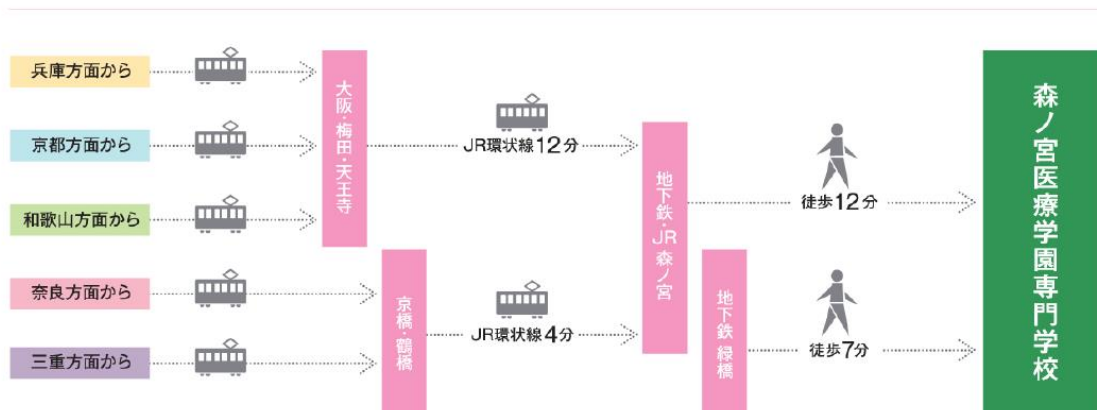 兵庫方面から
京都方面から
和歌山方面から
奈良方面から
三重方面から
大阪・梅田・天王寺
京橋・鶴橋
JR環状線12分
JR環状線4分
地下鉄・JR 森ノ宮
地下鉄 緑橋
徒歩12分
徒歩7分
森ノ宮医療学園専門学校